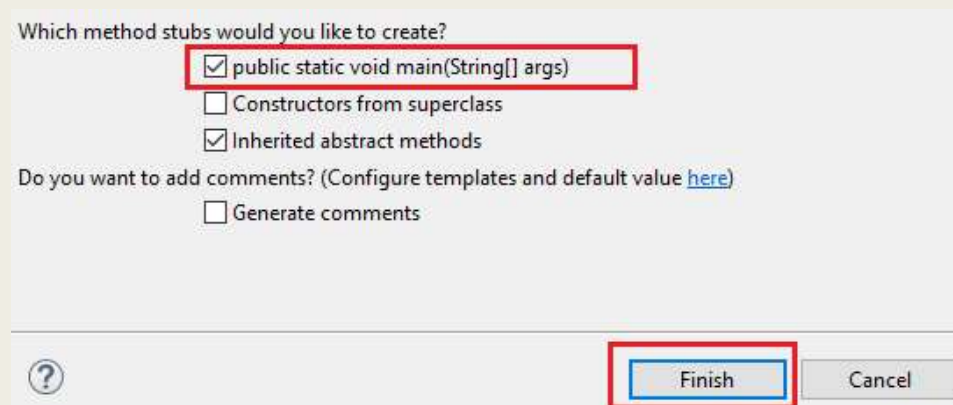 Which method stubs would you like to create?
public static void main(String[] args)
Constructors from superclass
Inherited abstract methods
Do you want to add comments? (Configure templates and default value here)
Generate comments
?
Finish
Cancel